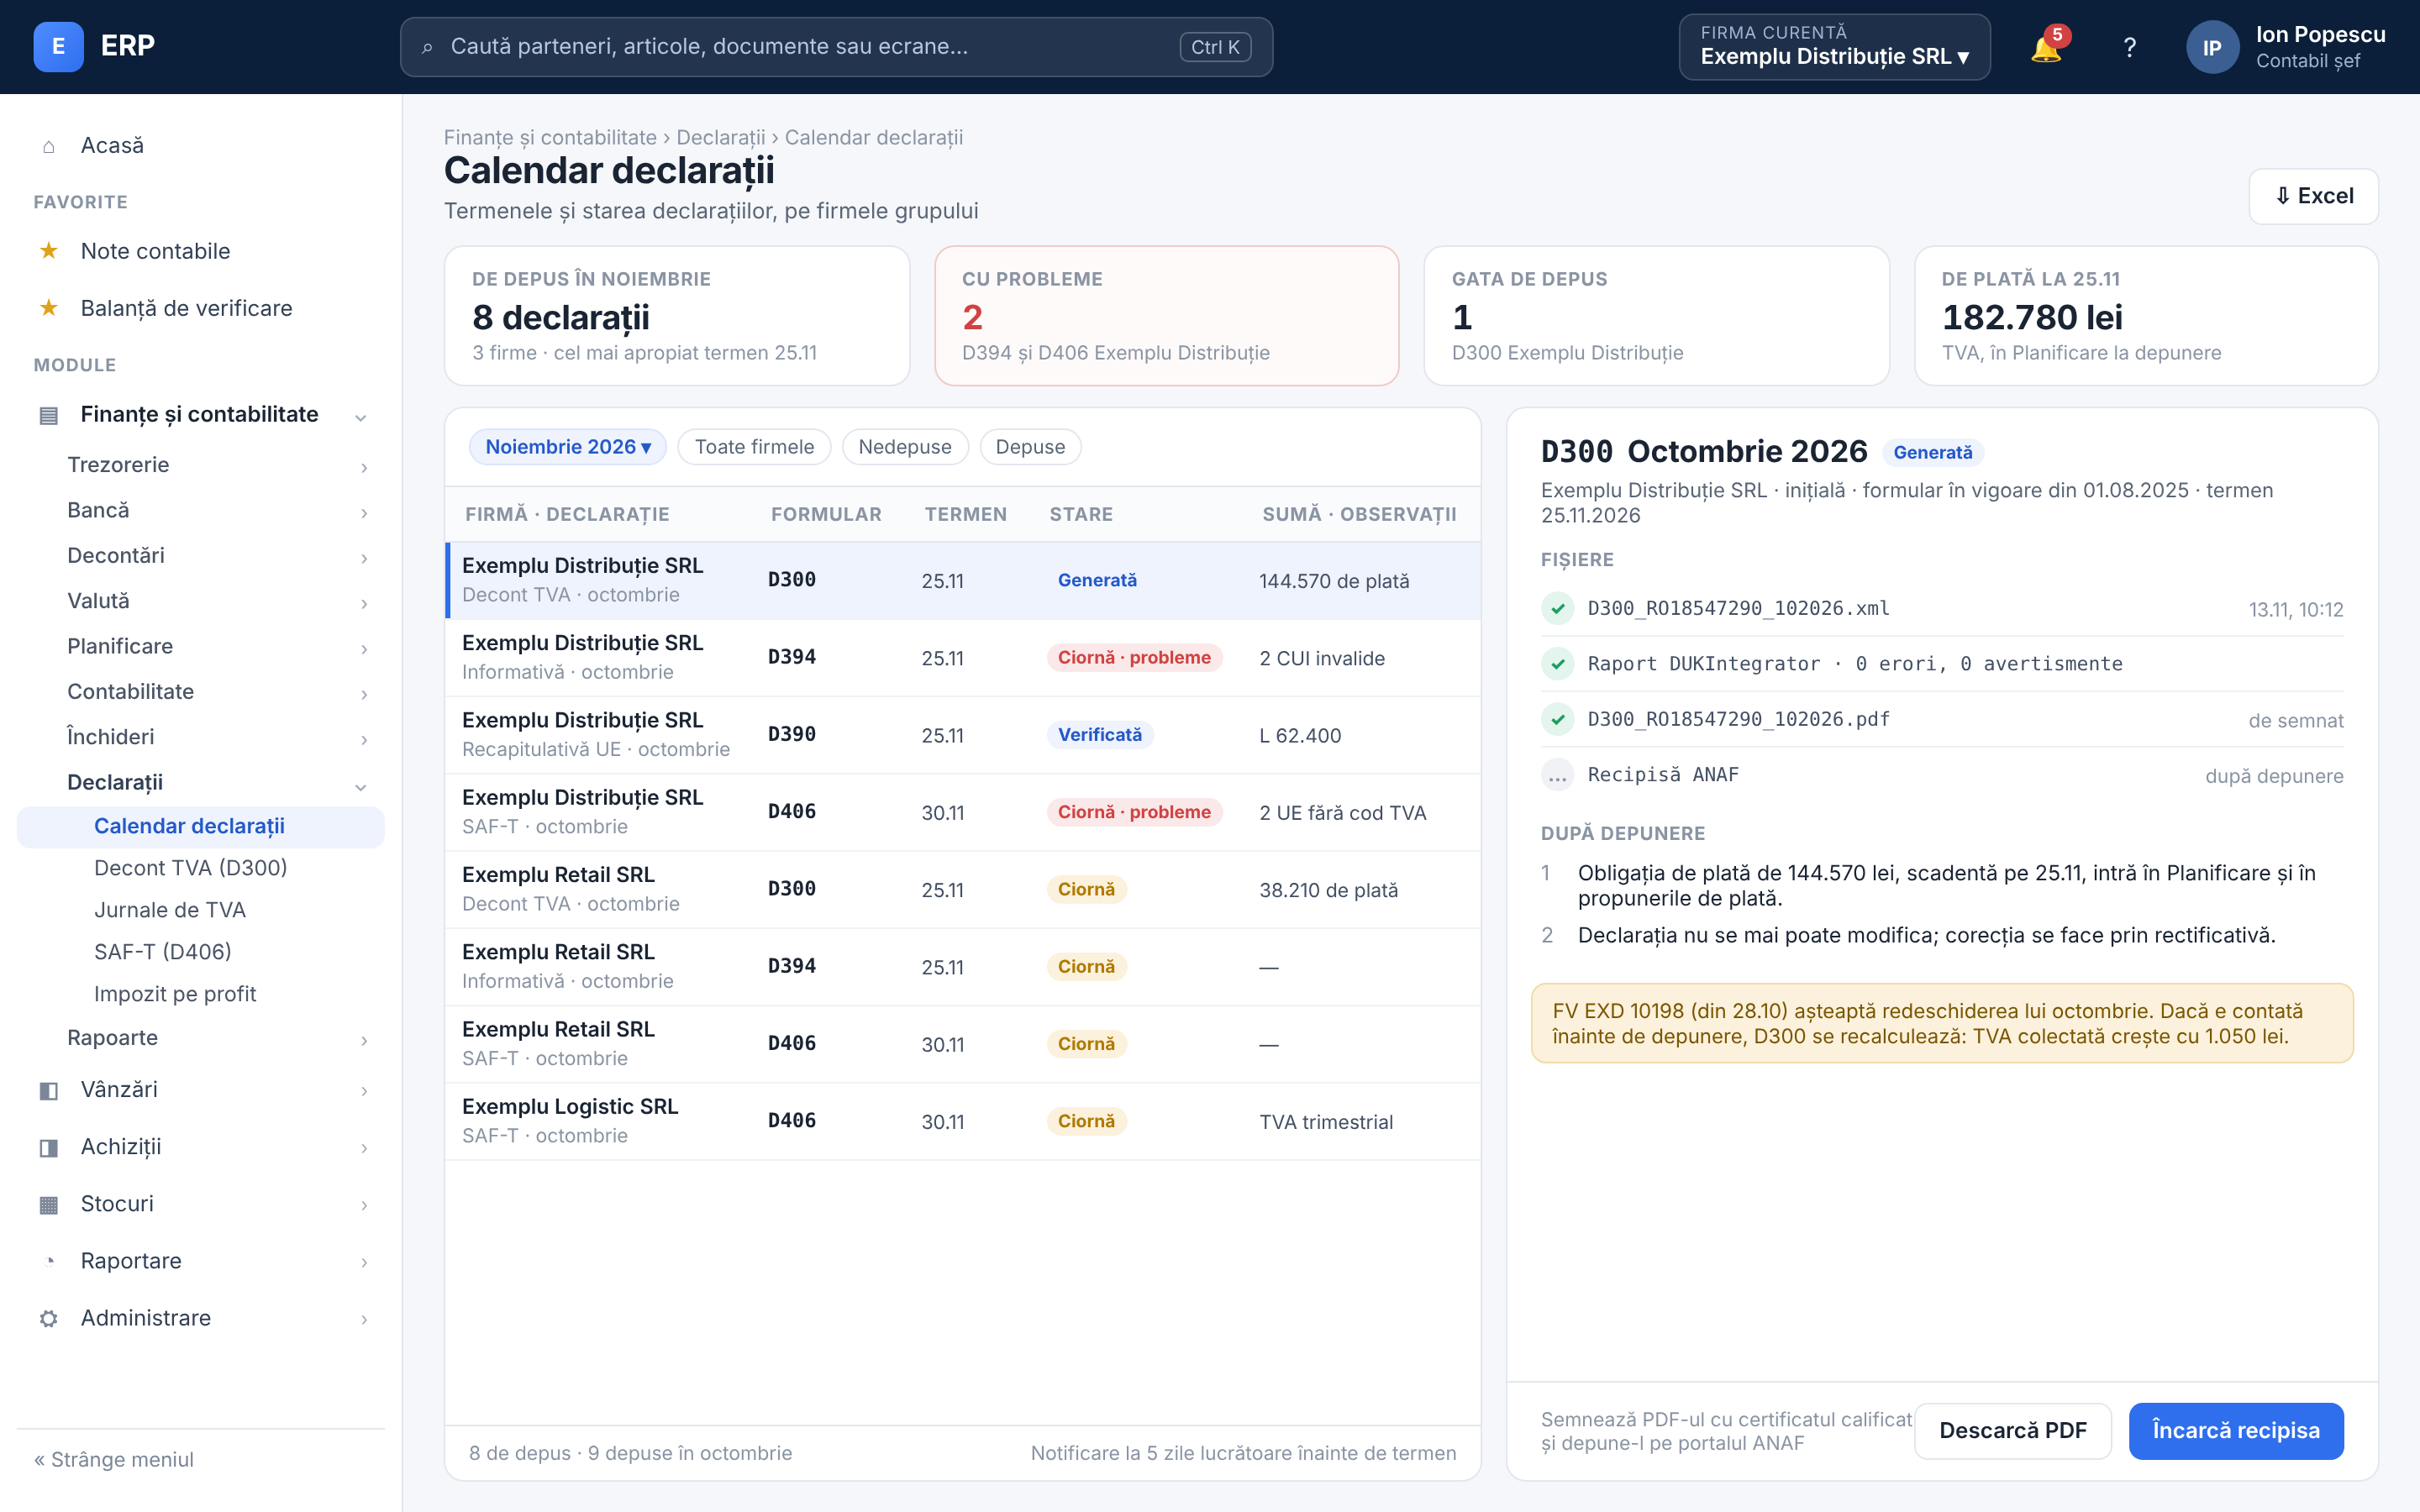 E ERP
Caută parteneri, articole, documente sau ecrane... Ctrl K
FIRMA CURENTĂ
Exemplu Distribuție SRL ▾
5
?
IP
Ion Popescu
Contabil șef
Acasă
FAVORITE
★ Note contabile
★ Balanță de verificare
MODULE
Finanțe și contabilitate
Trezorerie ›
Bancă ›
Decontări ›
Valută ›
Planificare ›
Contabilitate ›
Închideri ›
Declarații
Calendar declarații
Decont TVA (D300)
Jurnale de TVA
SAF-T (D406)
Impozit pe profit
Rapoarte ›
Vânzări ›
Achiziții ›
Stocuri ›
Raportare ›
Administrare ›
« Strânge meniul
Finanțe și contabilitate › Declarații › Calendar declarații
Calendar declarații
Termenele și starea declarațiilor, pe firmele grupului
⇩ Excel
DE DEPUS ÎN NOIEMBRIE
8 declarații
3 firme · cel mai apropiat termen 25.11
CU PROBLEME
2
D394 și D406 Exemplu Distribuție
GATA DE DEPUS
1
D300 Exemplu Distribuție
DE PLATĂ LA 25.11
182.780 lei
TVA, în Planificare la depunere
Noiembrie 2026 ▾ Toate firmele Nedepuse Depuse
FIRMĂ · DECLARAȚIE FORMULAR TERMEN STARE SUMĂ · OBSERVAȚII
Exemplu Distribuție SRL D300 25.11 Generată 144.570 de plată
Decont TVA · octombrie
Exemplu Distribuție SRL D394 25.11 Ciornă · probleme 2 CUI invalide
Informativă · octombrie
Exemplu Distribuție SRL D390 25.11 Verificată L 62.400
Recapitulativă UE · octombrie
Exemplu Distribuție SRL D406 30.11 Ciornă · probleme 2 UE fără cod TVA
SAF-T · octombrie
Exemplu Retail SRL D300 25.11 Ciornă 38.210 de plată
Decont TVA · octombrie
Exemplu Retail SRL D394 25.11 Ciornă —
Informativă · octombrie
Exemplu Retail SRL D406 30.11 Ciornă —
SAF-T · octombrie
Exemplu Logistic SRL D406 30.11 Ciornă TVA trimestrial
SAF-T · octombrie
8 de depus · 9 depuse în octombrie Notificare la 5 zile lucrătoare înainte de termen
D300 Octombrie 2026 Generată
Exemplu Distribuție SRL · inițială · formular în vigoare din 01.08.2025 · termen
25.11.2026
FIȘIERE
✓ D300_RO18547290_102026.xml 13.11, 10:12
✓ Raport DUKIntegrator · 0 erori, 0 avertismente
✓ D300_RO18547290_102026.pdf de semnat
… Recipisă ANAF după depunere
DUPĂ DEPUNERE
1 Obligația de plată de 144.570 lei, scadentă pe 25.11, intră în Planificare și în
propunerile de plată.
2 Declarația nu se mai poate modifica; corecția se face prin rectificativă.
FV EXD 10198 (din 28.10) așteaptă redeschiderea lui octombrie. Dacă e contată
înainte de depunere, D300 se recalculează: TVA colectată crește cu 1.050 lei.
Semnează PDF-ul cu certificatul calificat
și depune-l pe portalul ANAF
Descarcă PDF
Încarcă recipisa